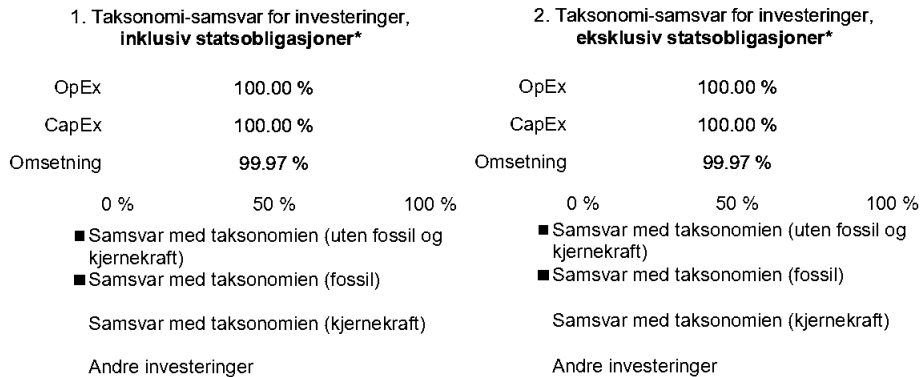 1. Taksonomi-samsvar for investeringer,
inklusiv statsobligasjoner*
OpEx 100.00 %
CapEx 100.00 %
Omsetning 99.97 %
0 % 50 % 100 %
Samsvar med taksonomien (uten fossil og
kjernekraft)
Samsvar med taksonomien (fossil)
Samsvar med taksonomien (kjernekraft)
Andre investeringer
2. Taksonomi-samsvar for investeringer,
eksklusiv statsobligasjoner*
OpEx 100.00 %
CapEx 100.00 %
Omsetning 99.97 %
0 % 50 % 100 %
Samsvar med taksonomien (uten fossil og
kjernekraft)
Samsvar med taksonomien (fossil)
Samsvar med taksonomien (kjernekraft)
Andre investeringer